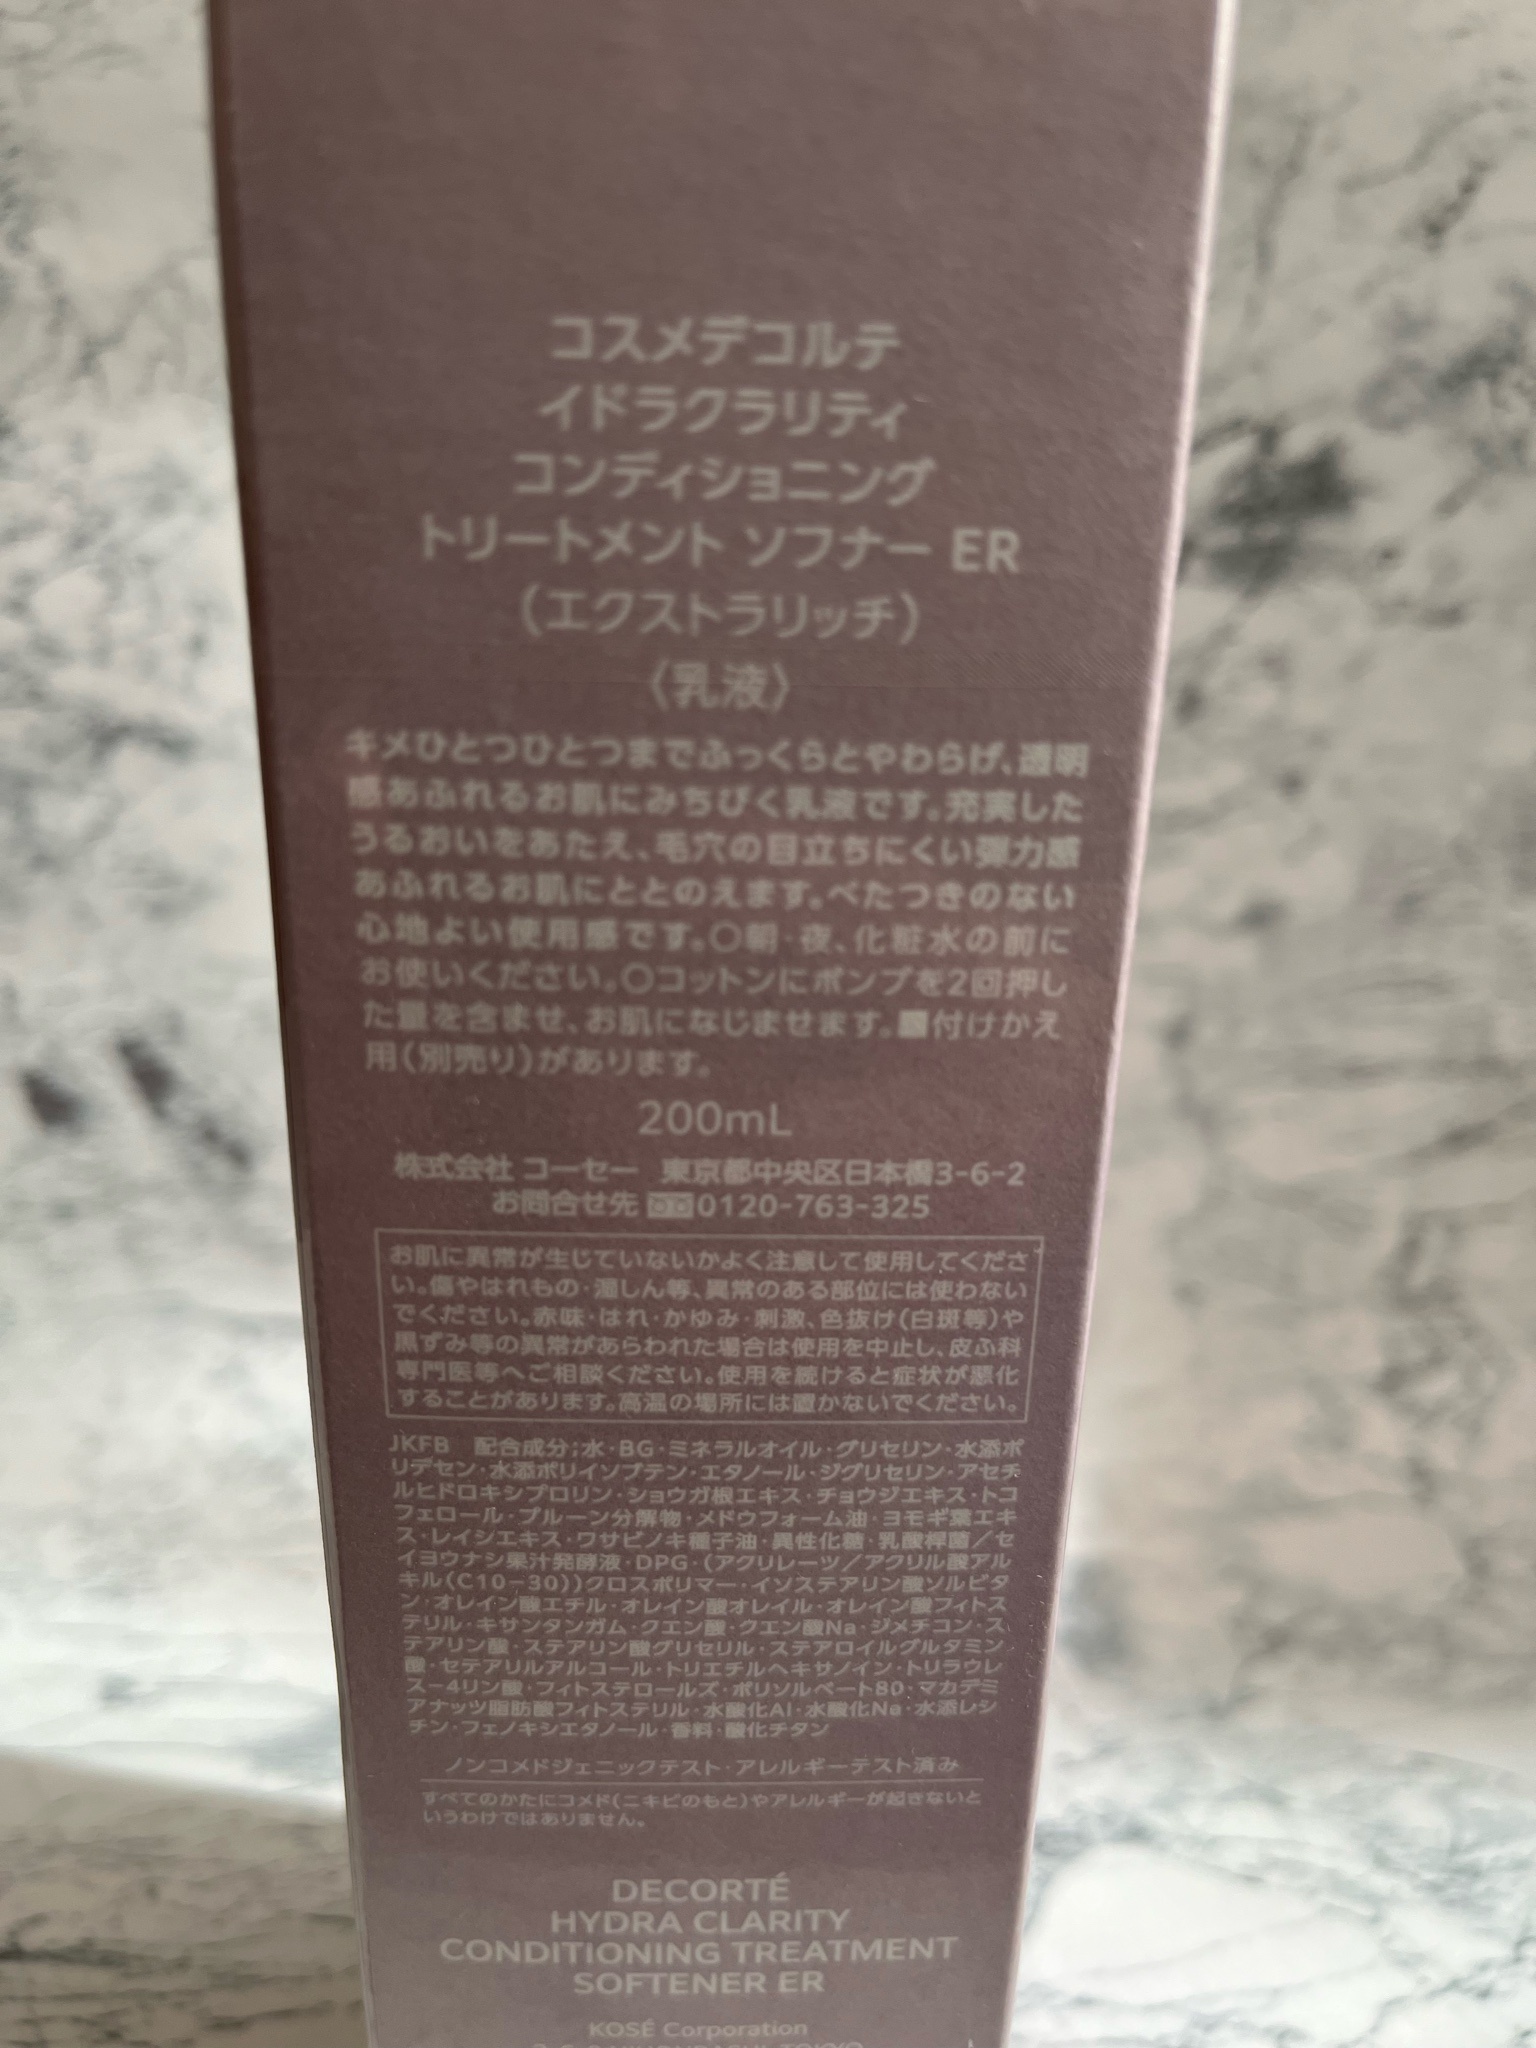 コスメデコルテ
イドラクラリティ
コンディショニング
トリートメント ソフナー ER
（エクストラリッチ）
〈乳液〉
キメひとつひとつまでふっくらとやわらげ、透明
感あふれるお肌にみちびく乳液です。充実した
うるおいをあたえ、毛穴の目立ちにくい弾力感
あふれるお肌にととのえます。べたつきのない
心地よい使用感です。○朝・夜、化粧水の前に
お使いください。○コットンにポンプを2回押し
た量を含ませ、お肌になじませます。■付けかえ
用（別売り）があります。
200mL
株式会社 コーセー 東京都中央区日本橋3-6-2
お問合せ先 0120-763-325
お肌に異常が生じていないかよく注意して使用してくださ
い。傷やはれもの・湿しん等、異常のある部位には使わない
でください。赤味・はれ・かゆみ・刺激、色抜け（白斑等）や
黒ずみ等の異常があらわれた場合は使用を中止し、皮ふ科
専門医等へご相談ください。使用を続けると症状が悪化
することがあります。高温の場所には置かないでください。
JKFB 配合成分；水・BG・ミネラルオイル・グリセリン・水添ポ
リデセン・水添ポリイソブテン・エタノール・ジグリセリン・アセチ
ルヒドロキシプロリン・ショウガ根エキス・チョウジエキス・トコ
フェロール・プルーン分解物・メドウフォーム油・ヨモギ葉エキ
ス・レイシエキス・ワサビノキ種子油・異性化糖・乳酸桿菌／セ
イヨウナシ果汁発酵液・DPG・（アクリレーツ／アクリル酸アル
キル（C10-30））クロスポリマー・イソステアリン酸ソルビタ
ン・オレイン酸エチル・オレイン酸オレイル・オレイン酸フィトス
テリル・キサンタンガム・クエン酸・クエン酸Na・ジメチコン・ス
テアリン酸・ステアリン酸グリセリル・ステアロイルグルタミン
酸・セテアリルアルコール・トリエチルヘキサノイン・トリラウレ
ス-4リン酸・フィトステロールズ・ポリソルベート80・マカデミ
アナッツ脂肪酸フィトステリル・水酸化Al・水酸化Na・水添レシ
チン・フェノキシエタノール・香料・酸化チタン
ノンコメドジェニックテスト・アレルギーテスト済み
すべてのかたにコメド（ニキビのもと）やアレルギーが起きないと
いうわけではありません。
DECORTÉ
HYDRA CLARITY
CONDITIONING TREATMENT
SOFTENER ER
KOSÉ Corporation